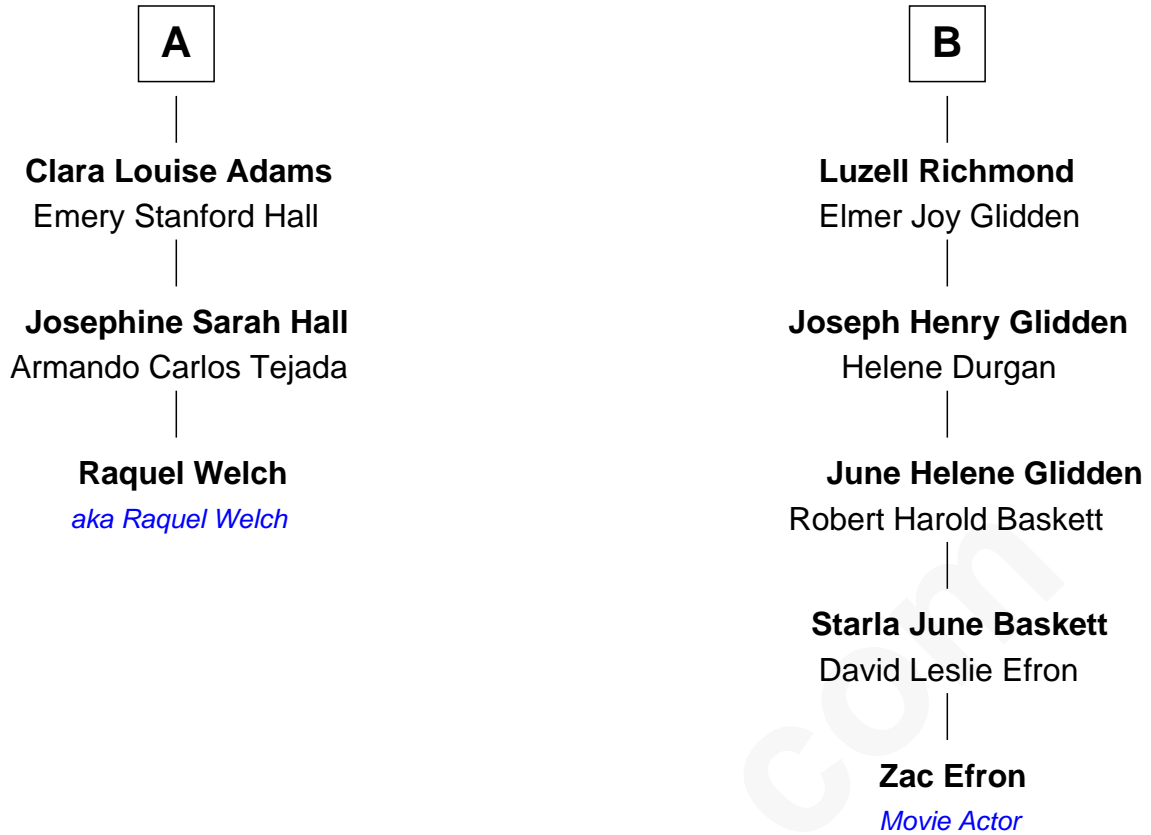 A
Clara Louise Adams
Emery Stanford Hall
Josephine Sarah Hall
Armando Carlos Tejada
Raquel Welch
aka Raquel Welch
B
Luzell Richmond
Elmer Joy Glidden
Joseph Henry Glidden
Helene Durgan
June Helene Glidden
Robert Harold Baskett
Starla June Baskett
David Leslie Efron
Zac Efron
Movie Actor
com